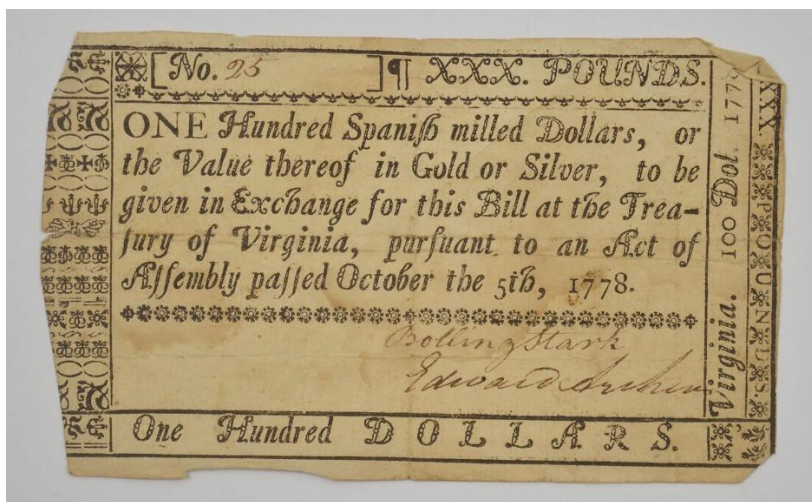 [No. 25 ]¶ XXX. POUNDS.
ONE Hundred Spaniſh milled Dollars, or
the Value thereof in Gold or Silver, to be
given in Exchange for this Bill at the Trea-
ſury of Virginia, purſuant to an Act of
Aſſembly paſſed October the 5th, 1778.
Bolling Stark
Edward Archer
One Hundred DOLLARS.
Virginia. 100 Dol. 1778
XXX POUNDS.